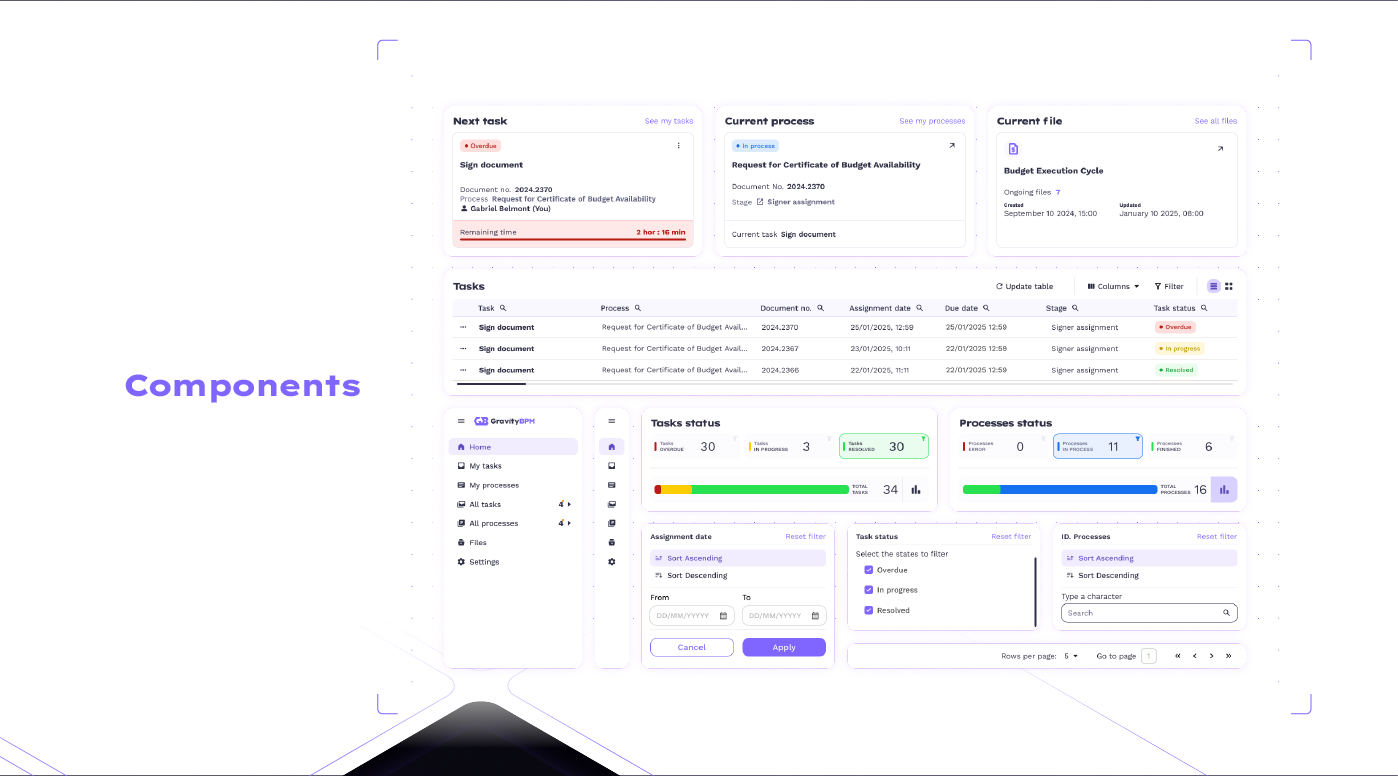 Components
Next task
See my tasks
Overdue
Sign document
Document no. 2024.2370
Process Request for Certificate of Budget Availability
Gabriel Belmont (You)
Remaining time 2 hor : 16 min
Current process
See my processes
In process
Request for Certificate of Budget Availability
Document No. 2024.2370
Stage Signer assignment
Current task Sign document
Current file
See all files
Budget Execution Cycle
Ongoing files 7
Created Updated
September 10 2024, 15:00 January 10 2025, 08:00
Tasks
Update table Columns Filter
Task Process Document no. Assignment date Due date Stage Task status
Sign document Request for Certificate of Budget Avail... 2024.2370 25/01/2025, 12:59 25/01/2025 12:59 Signer assignment Overdue
Sign document Request for Certificate of Budget Avail... 2024.2367 23/01/2025, 10:11 22/01/2025 12:59 Signer assignment In progress
Sign document Request for Certificate of Budget Avail... 2024.2366 22/01/2025, 11:11 22/01/2025 12:59 Signer assignment Resolved
GravityBPM
Home
My tasks
My processes
All tasks 4
All processes 4
Files
Settings
Tasks status
Tasks OVERDUE 30
Tasks IN PROGRESS 3
Tasks RESOLVED 30
TOTAL TASKS 34
Processes status
Processes ERROR 0
Processes IN PROCESS 11
Processes FINISHED 6
TOTAL PROCESSES 16
Assignment date Reset filter
Sort Ascending
Sort Descending
From To
DD/MM/YYYYY DD/MM/YYYYY
Cancel Apply
Task status Reset filter
Select the states to filter
Overdue
In progress
Resolved
ID. Processes Reset filter
Sort Ascending
Sort Descending
Type a character
Search
Rows per page: 5 Go to page 1